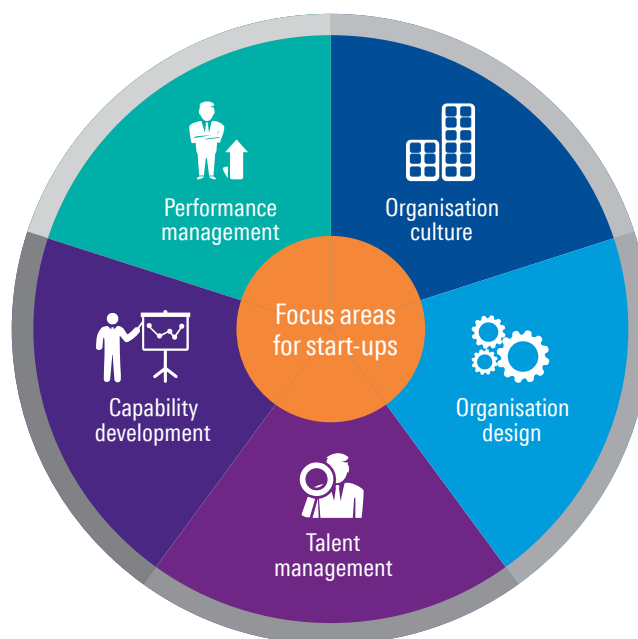 Performance
management
Organisation
culture
Focus areas
for start-ups
Capability
development
Organisation
design
Talent
management